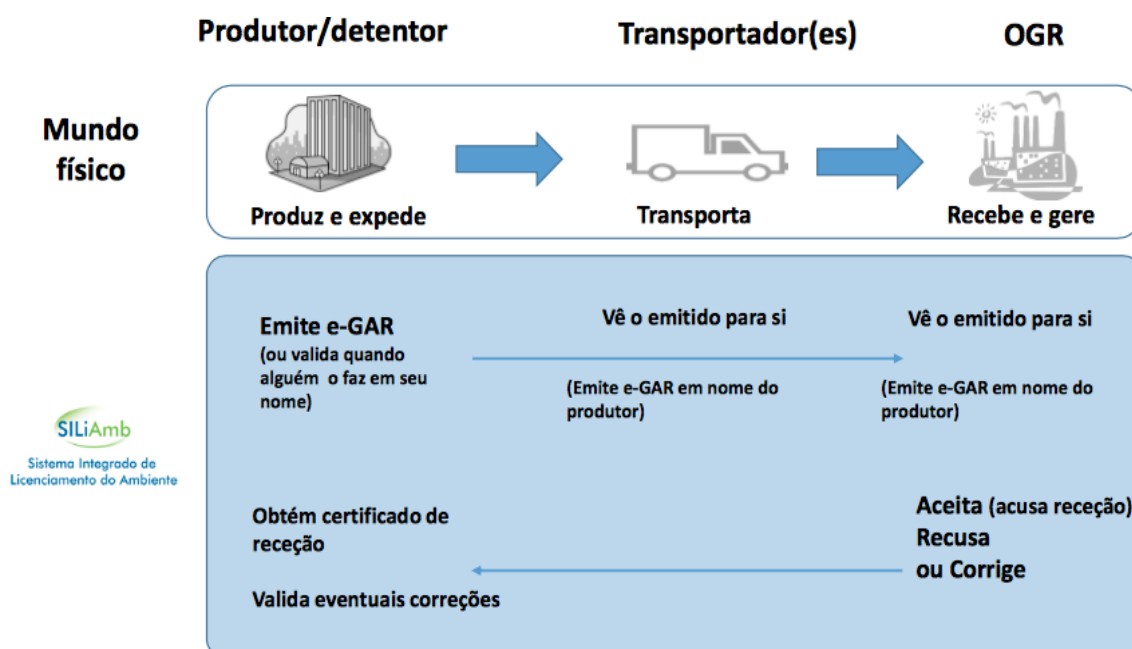 Produtor/detentor
Transportador(es)
OGR
Mundo
físico
Produz e expede
Transporta
Recebe e gere
Emite e-GAR
(ou valida quando
alguém o faz em seu
nome)
Vê o emitido para si
(Emite e-GAR em nome do
produtor)
Vê o emitido para si
(Emite e-GAR em nome do
produtor)
SILiAmb
Sistema Integrado de
Licenciamento do Ambiente
Obtém certificado de
receção
Valida eventuais correções
Aceita (acusa receção)
Recusa
ou Corrige